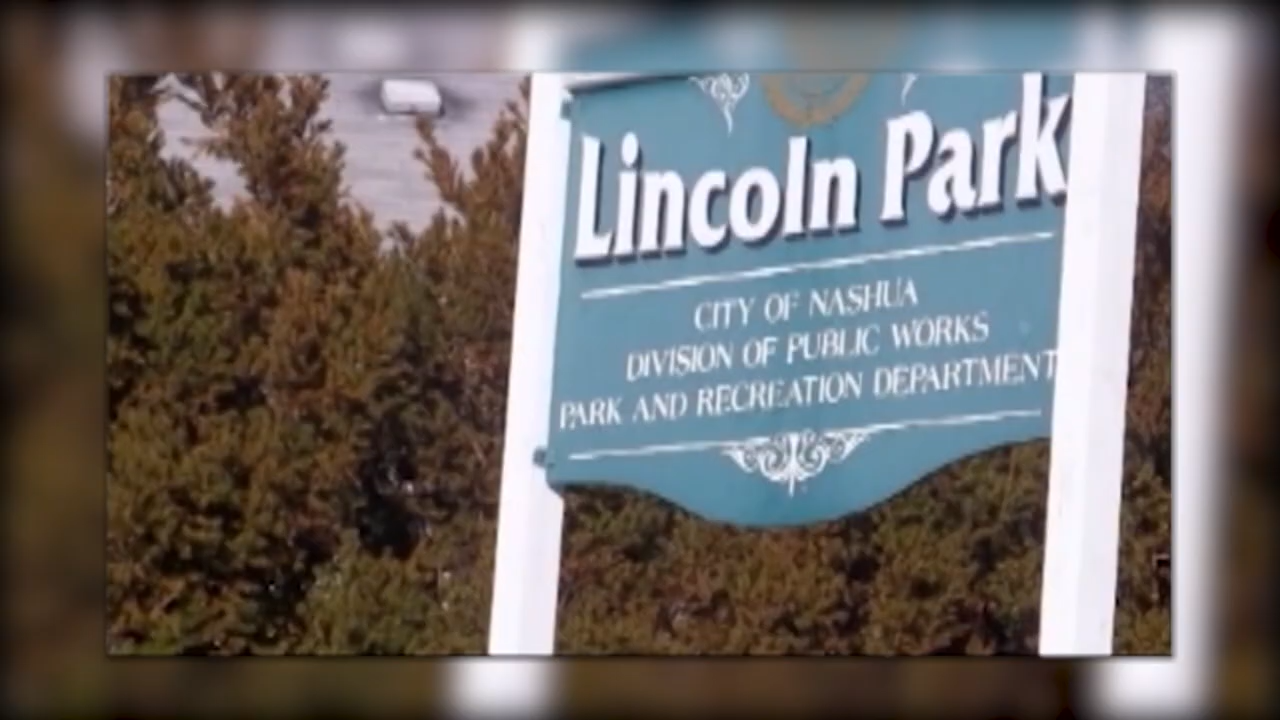 Lincoln Park
CITY OF NASHUA
DIVISION OF PUBLIC WORKS
PARK AND RECREATION DEPARTMENT